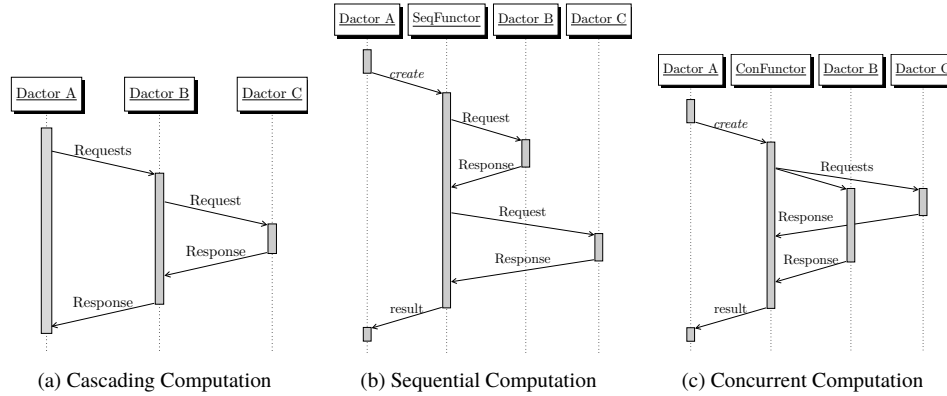 Dactor A
Dactor B
Dactor C
Requests
Request
Response
Response
(a) Cascading Computation
Dactor A
SeqFunctor
Dactor B
Dactor C
create
Request
Response
Request
Response
result
(b) Sequential Computation
Dactor A
ConFunctor
Dactor B
Dactor C
create
Requests
Response
Response
result
(c) Concurrent Computation